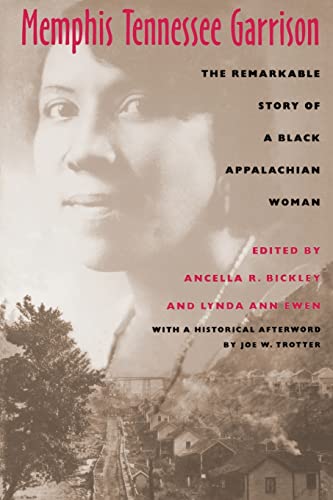 Memphis Tennessee Garrison
THE REMARKABLE
STORY OF
A BLACK
APPALACHIAN
WOMAN
EDITED BY
ANCELLA R. BICKLEY
AND LYNDA ANN EWEN
WITH A HISTORICAL AFTERWORD
BY JOE W. TROTTER